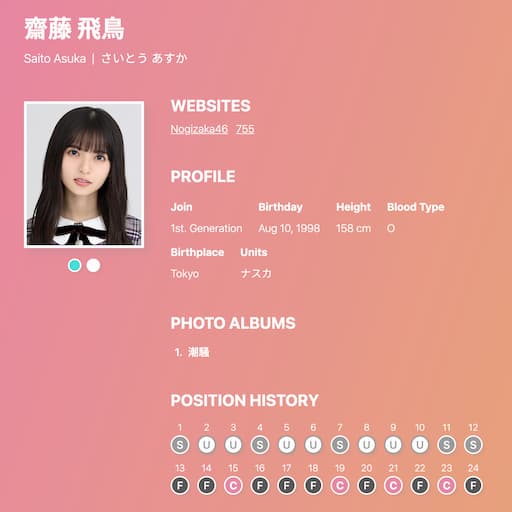 齋藤 飛鳥
Saito Asuka | さいとう あすか
WEBSITES
Nogizaka46 755
PROFILE
Join Birthday Height Blood Type
1st. Generation Aug 10, 1998 158 cm O
Birthplace Units
Tokyo ナスカ
PHOTO ALBUMS
1. 潮騒
POSITION HISTORY
1 2 3 4 5 6 7 8 9 10 11 12
S U U S U U S U U U S S
13 14 15 16 17 18 19 20 21 22 23 24
F F C F F F C F C F C F